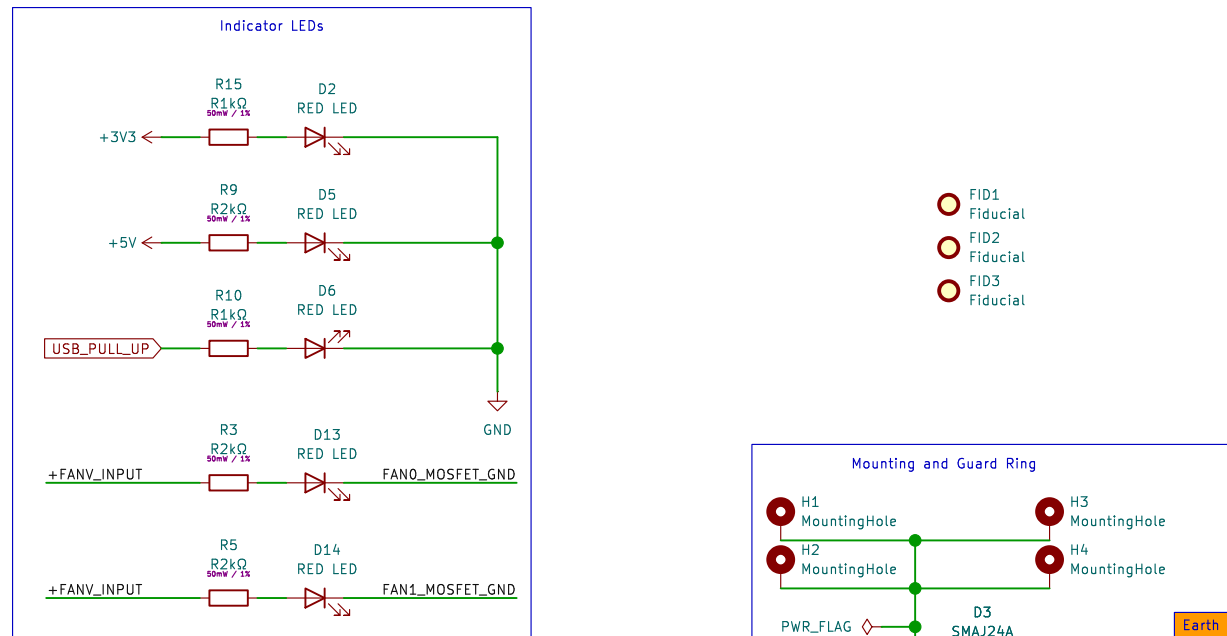 Indicator LEDs
R15
R1kΩ
50mW / 1%
D2
RED LED
+3V3
R9
R2kΩ
50mW / 1%
D5
RED LED
+5V
R10
R1kΩ
50mW / 1%
D6
RED LED
USB_PULL_UP
GND
R3
R2kΩ
50mW / 1%
D13
RED LED
+FANV_INPUT
FAN0_MOSFET_GND
R5
R2kΩ
50mW / 1%
D14
RED LED
+FANV_INPUT
FAN1_MOSFET_GND
FID1
Fiducial
FID2
Fiducial
FID3
Fiducial
Mounting and Guard Ring
H1
MountingHole
H3
MountingHole
H2
MountingHole
H4
MountingHole
PWR_FLAG
D3
SMAJ24A
Earth